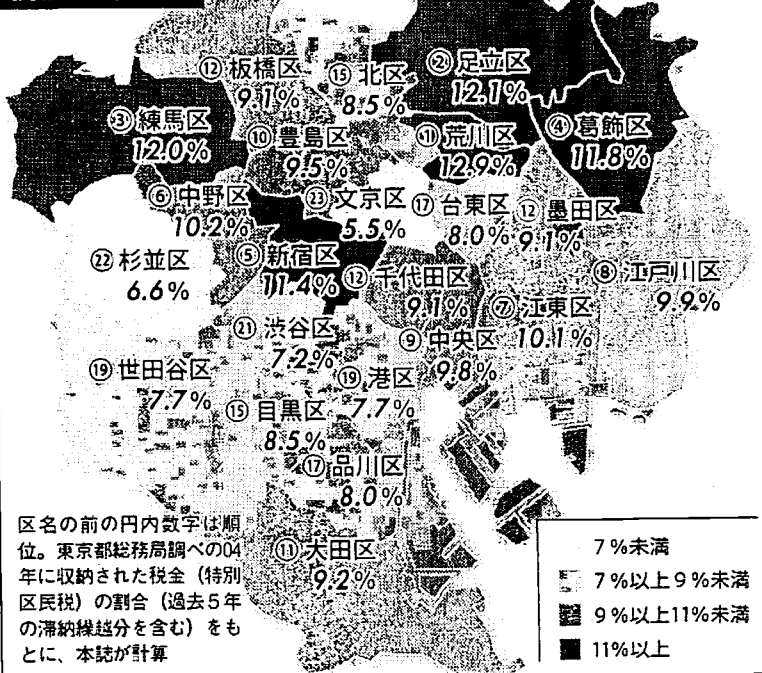 ⑫板橋区
9.1%
⑮北区
8.5%
②足立区
12.1%
③練馬区
12.0%
⑩豊島区
9.5%
①荒川区
12.9%
④葛飾区
11.8%
⑥中野区
10.2%
㉓文京区
5.5%
⑰台東区
8.0%
⑫墨田区
9.1%
㉒杉並区
6.6%
⑤新宿区
11.4%
⑫千代田区
9.1%
⑧江戸川区
9.9%
⑦江東区
10.1%
㉑渋谷区
7.2%
⑨中央区
9.8%
⑲世田谷区
7.7%
⑲港区
7.7%
⑮目黒区
8.5%
⑰品川区
8.0%
⑪大田区
9.2%
区名の前の円内数字は順
位。東京都総務局調べの04
年に収納された税金（特別
区民税）の割合（過去5年
の滞納繰越分を含む）をも
とに、本誌が計算
7%未満
7%以上9%未満
9%以上11%未満
11%以上